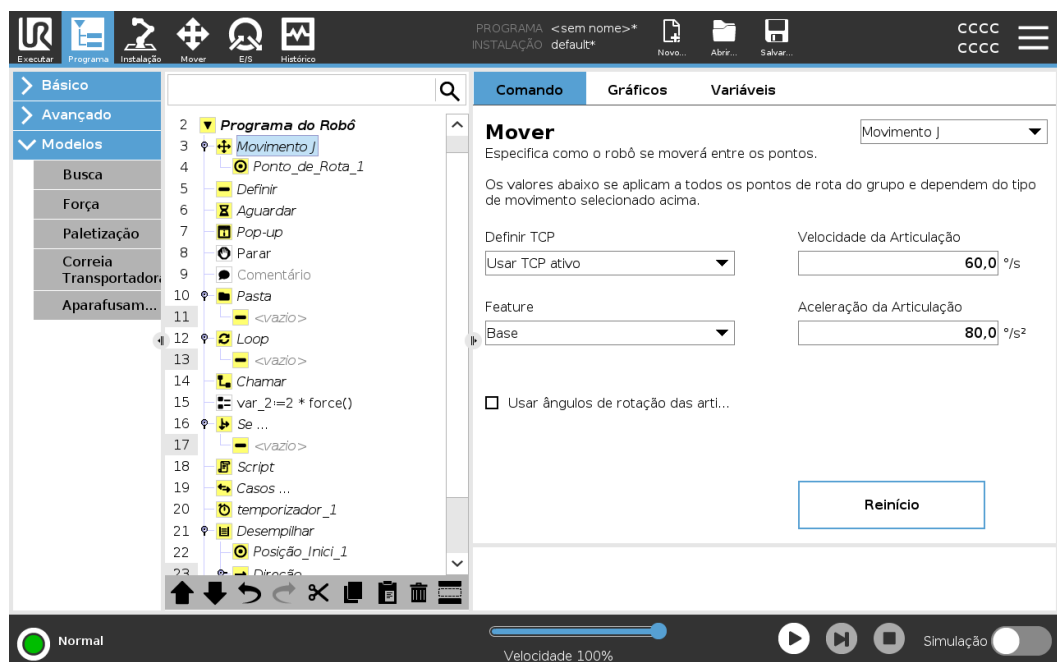 UR
Executar
Programa
Instalação
Mover
E/S
Histórico
PROGRAMA <sem nome>*
INSTALAÇÃO default*
Novo...
Abrir...
Salvar...
CCCC
CCCC
Básico
Avançado
Modelos
Busca
Força
Paletização
Correia
Transportadora
Aparafusam...
2 Programa do Robô
3 Movimento J
4 Ponto_de_Rota_1
5 Definir
6 Aguardar
7 Pop-up
8 Parar
9 Comentário
10 Pasta
11 <vazio>
12 Loop
13 <vazio>
14 Chamar
15 var_2:=2 * force()
16 Se ...
17 <vazio>
18 Script
19 Casos ...
20 temporizador_1
21 Desempilhar
22 Posição_Inici_1
23 Direção
Comando
Gráficos
Variáveis
Mover
Movimento J
Especifica como o robô se moverá entre os pontos.
Os valores abaixo se aplicam a todos os pontos de rota do grupo e dependem do tipo
de movimento selecionado acima.
Definir TCP
Velocidade da Articulação
Usar TCP ativo
60,0 °/s
Feature
Aceleração da Articulação
Base
80,0 °/s²
Usar ângulos de rotação das arti...
Reinício
Normal
Velocidade 100%
Simulação